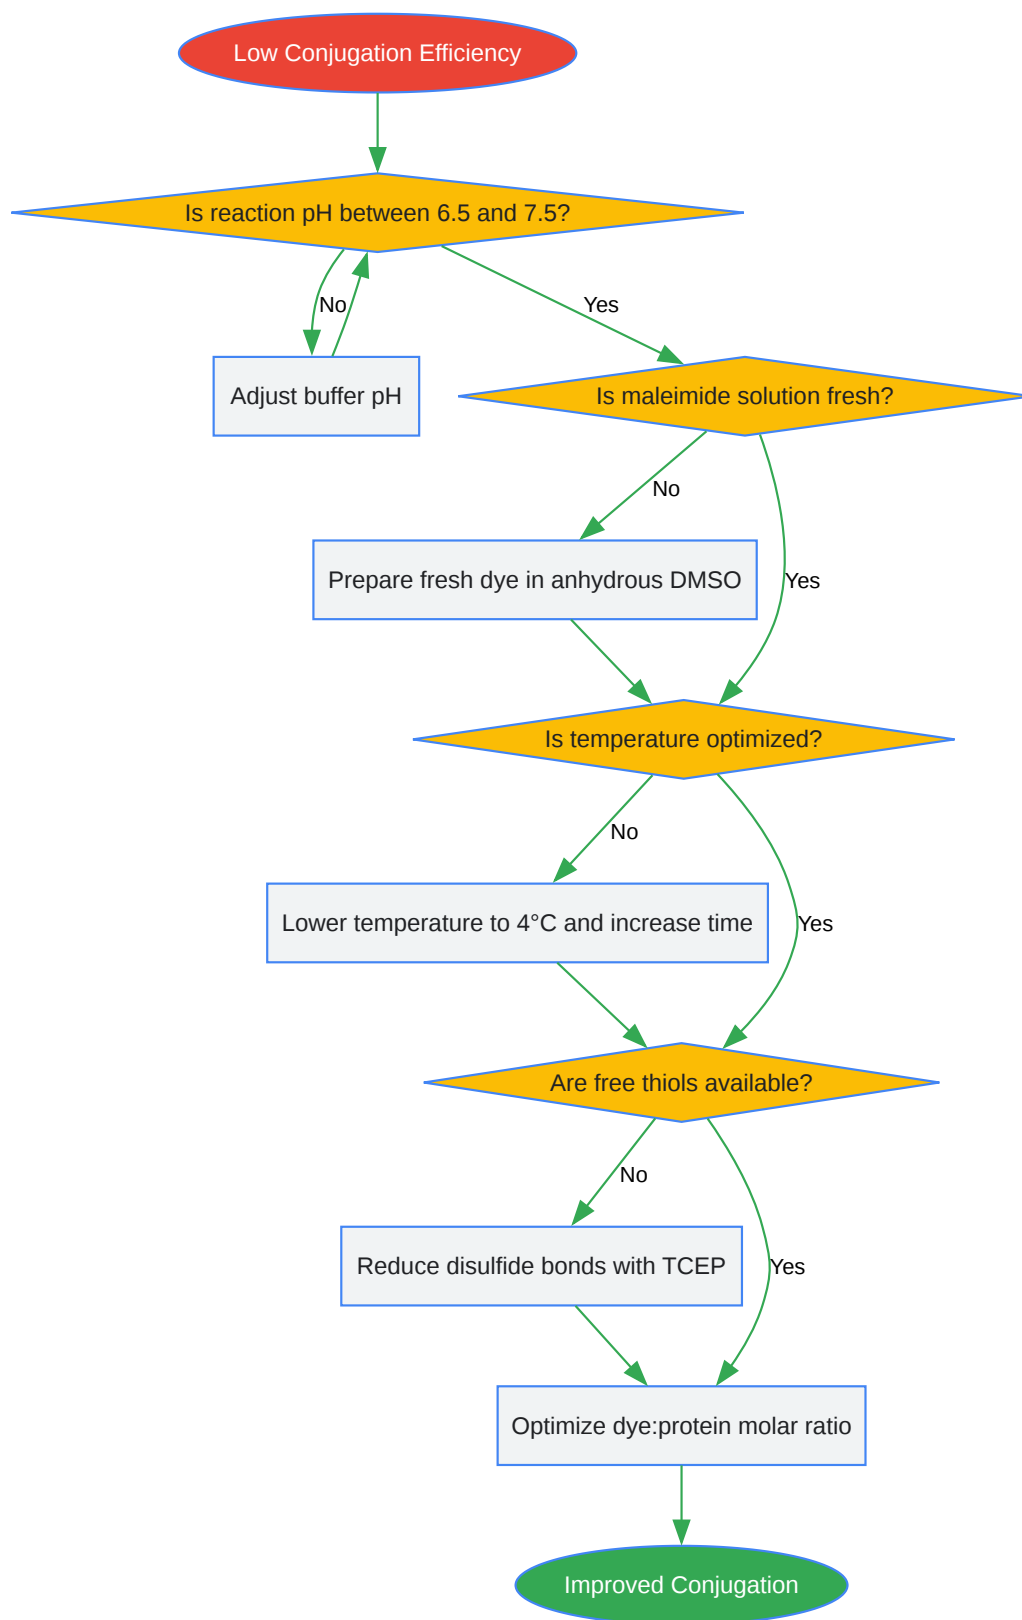 Low Conjugation Efficiency
Is reaction pH between 6.5 and 7.5?
No
Yes
Adjust buffer pH
Is maleimide solution fresh?
No
Prepare fresh dye in anhydrous DMSO
Yes
Is temperature optimized?
No
Lower temperature to 4°C and increase time
Yes
Are free thiols available?
No
Reduce disulfide bonds with TCEP
Yes
Optimize dye:protein molar ratio
Improved Conjugation